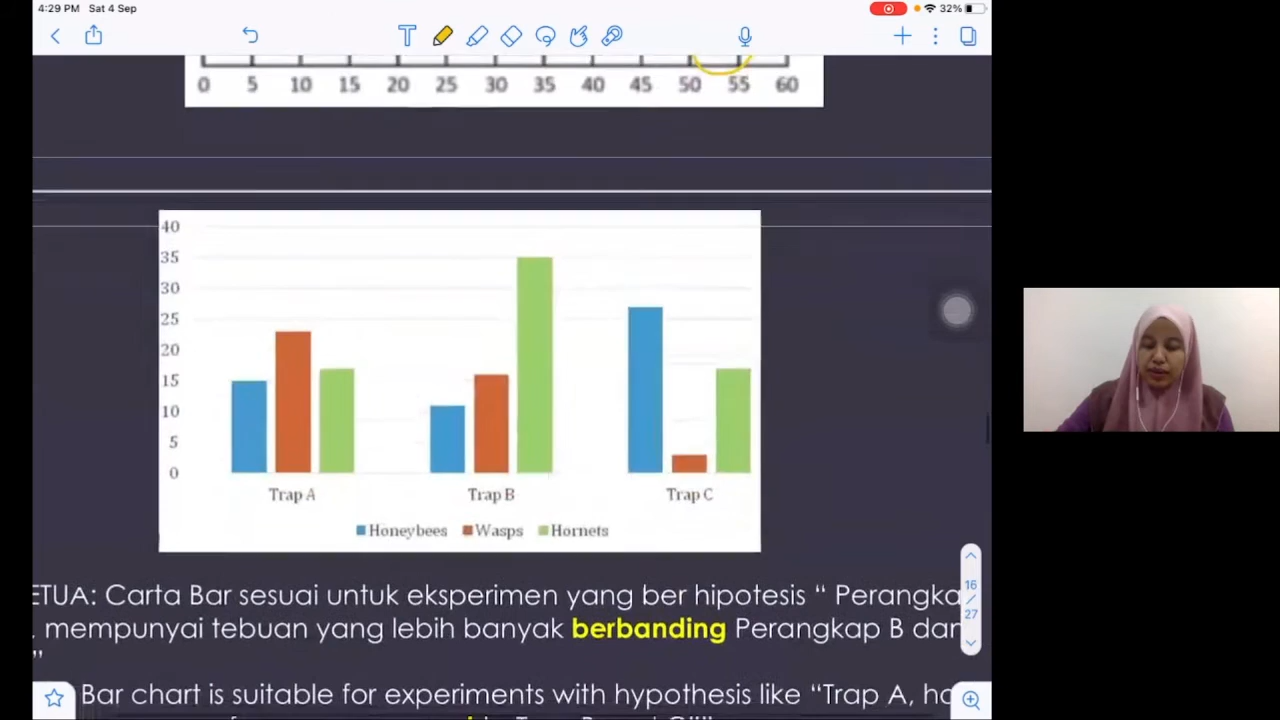 4:29 PM Sat 4 Sep
32%
0 5 10 15 20 25 30 35 40 45 50 55 60
40
35
30
25
20
15
10
5
0
Trap A Trap B Trap C
Honeybees Wasps Hornets
16
/
27
ETUA: Carta Bar sesuai untuk eksperimen yang ber hipotesis “ Perangka
, mempunyai tebuan yang lebih banyak berbanding Perangkap B dan
”
Bar chart is suitable for experiments with hypothesis like “Trap A, ha